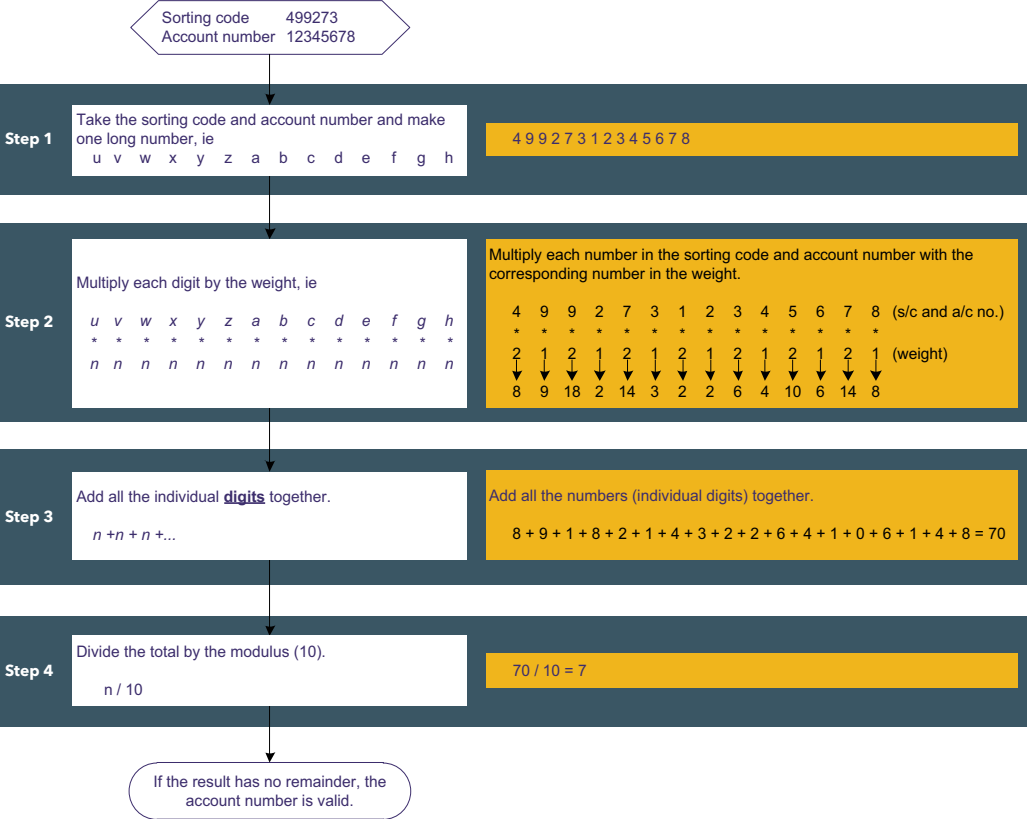 Sorting code 499273
Account number 12345678
Step 1
Take the sorting code and account number and make
one long number, ie
u v w x y z a b c d e f g h
4 9 9 2 7 3 1 2 3 4 5 6 7 8
Step 2
Multiply each digit by the weight, ie
u v w x y z a b c d e f g h
* * * * * * * * * * * * * *
n n n n n n n n n n n n n n
Multiply each number in the sorting code and account number with the
corresponding number in the weight.
4 9 9 2 7 3 1 2 3 4 5 6 7 8 (s/c and a/c no.)
* * * * * * * * * * * * * *
2 1 2 1 2 1 2 1 2 1 2 1 2 1 (weight)
8 9 18 2 14 3 2 2 6 4 10 6 14 8
Step 3
Add all the individual digits together.
n +n + n +...
Add all the numbers (individual digits) together.
8 + 9 + 1 + 8 + 2 + 1 + 4 + 3 + 2 + 2 + 6 + 4 + 1 + 0 + 6 + 1 + 4 + 8 = 70
Step 4
Divide the total by the modulus (10).
n / 10
70 / 10 = 7
If the result has no remainder, the
account number is valid.